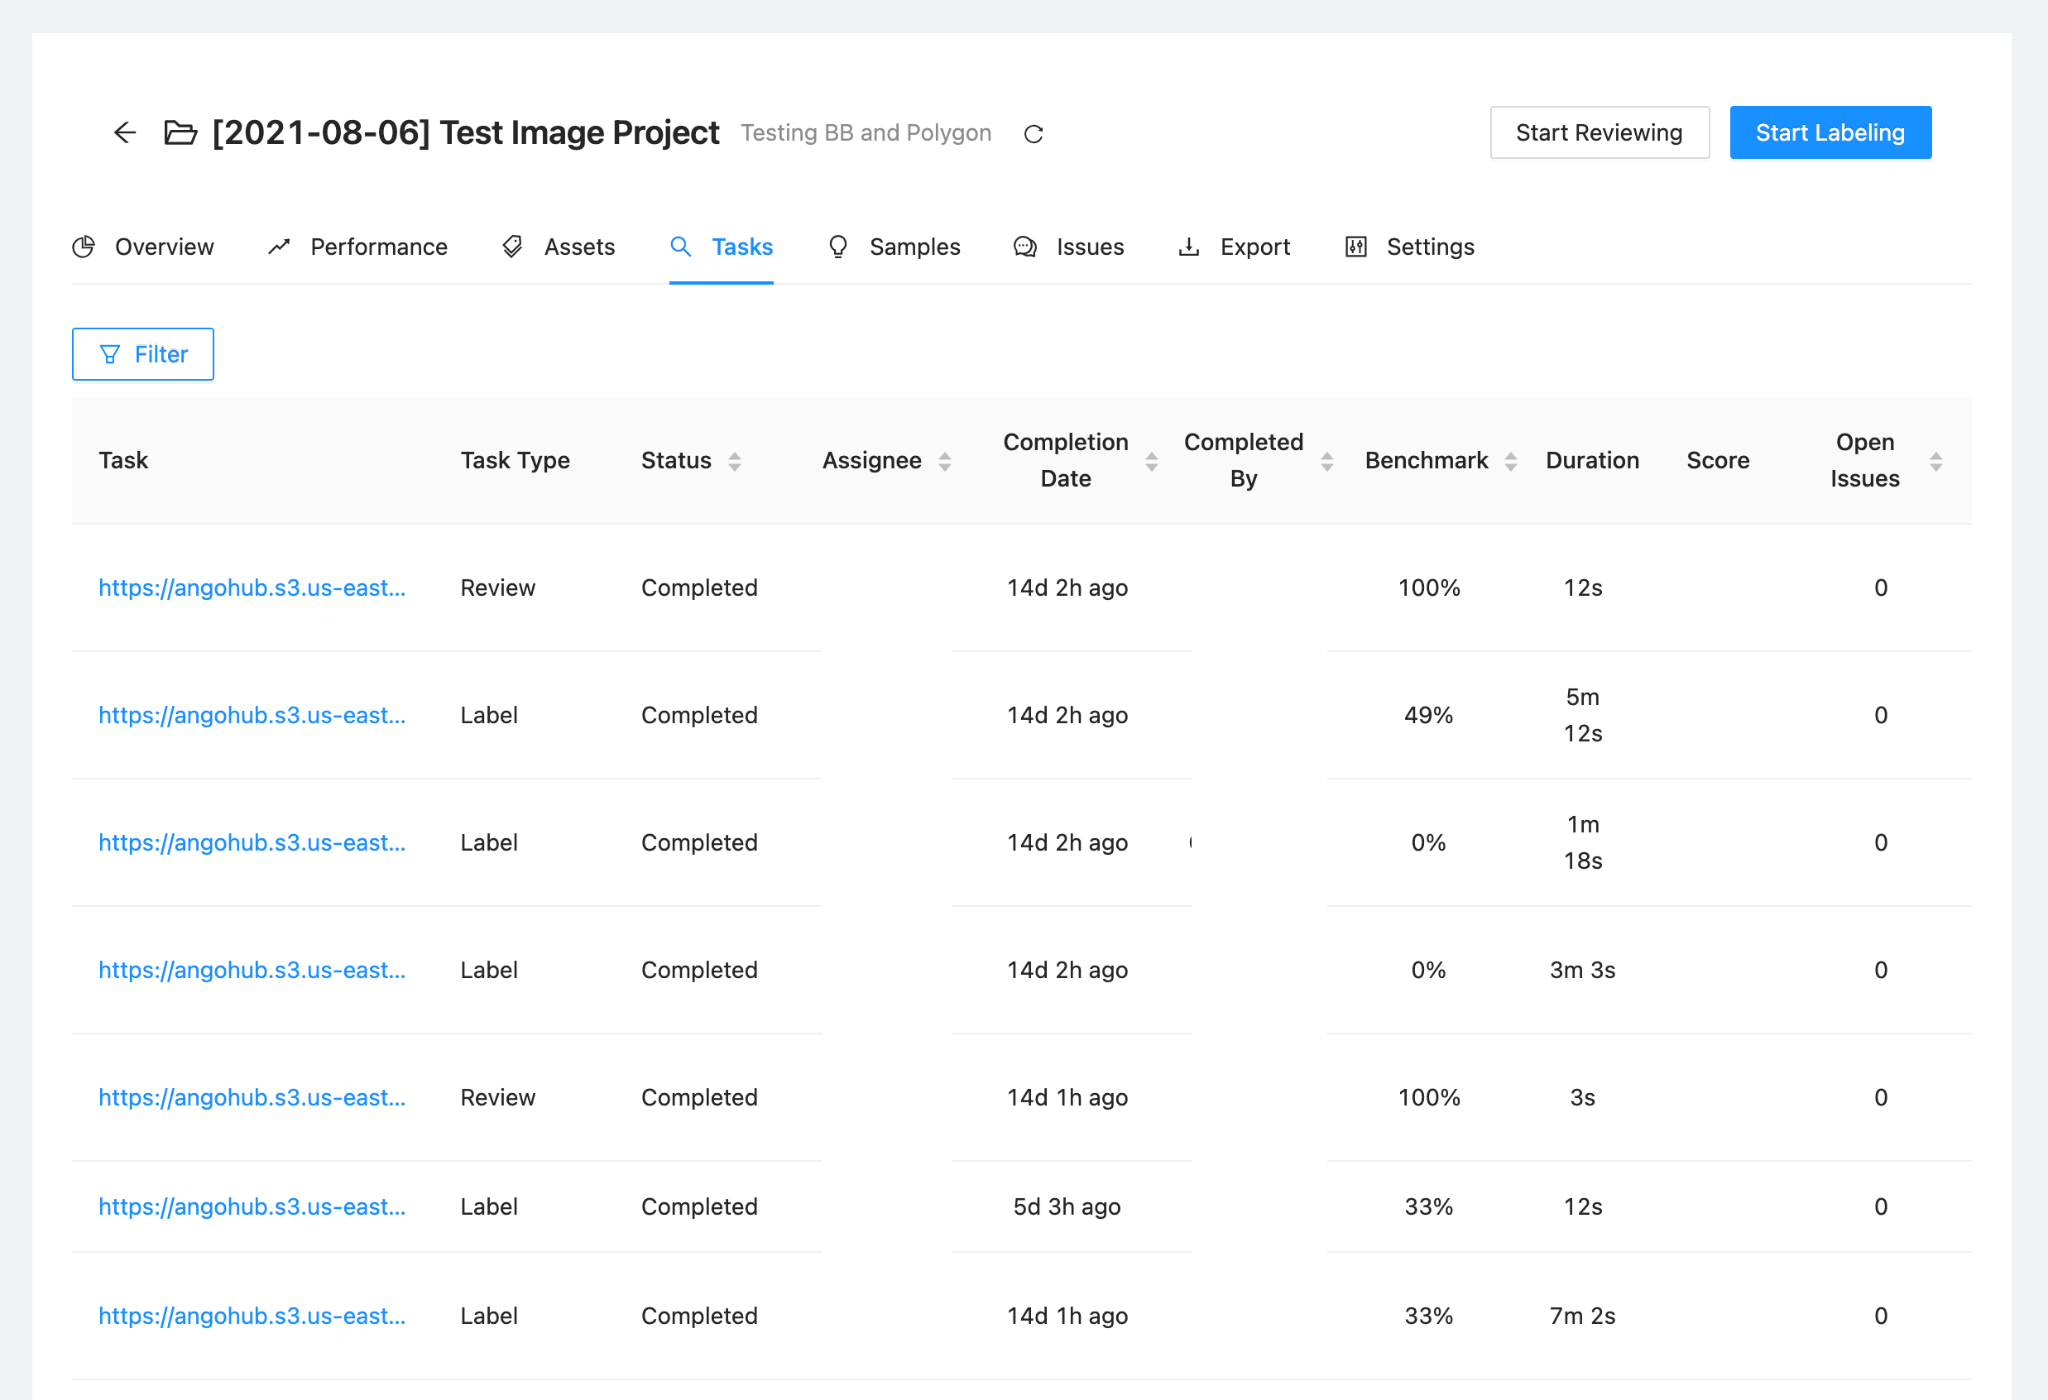 [2021-08-06] Test Image Project Testing BB and Polygon Start Reviewing Start Labeling
Overview Performance Assets Tasks Samples Issues Export Settings
Filter
Task Task Type Status Assignee Completion Date Completed By Benchmark Duration Score Open Issues
https://angohub.s3.us-east... Review Completed 14d 2h ago 100% 12s 0
https://angohub.s3.us-east... Label Completed 14d 2h ago 49% 5m 12s 0
https://angohub.s3.us-east... Label Completed 14d 2h ago 0% 1m 18s 0
https://angohub.s3.us-east... Label Completed 14d 2h ago 0% 3m 3s 0
https://angohub.s3.us-east... Review Completed 14d 1h ago 100% 3s 0
https://angohub.s3.us-east... Label Completed 5d 3h ago 33% 12s 0
https://angohub.s3.us-east... Label Completed 14d 1h ago 33% 7m 2s 0